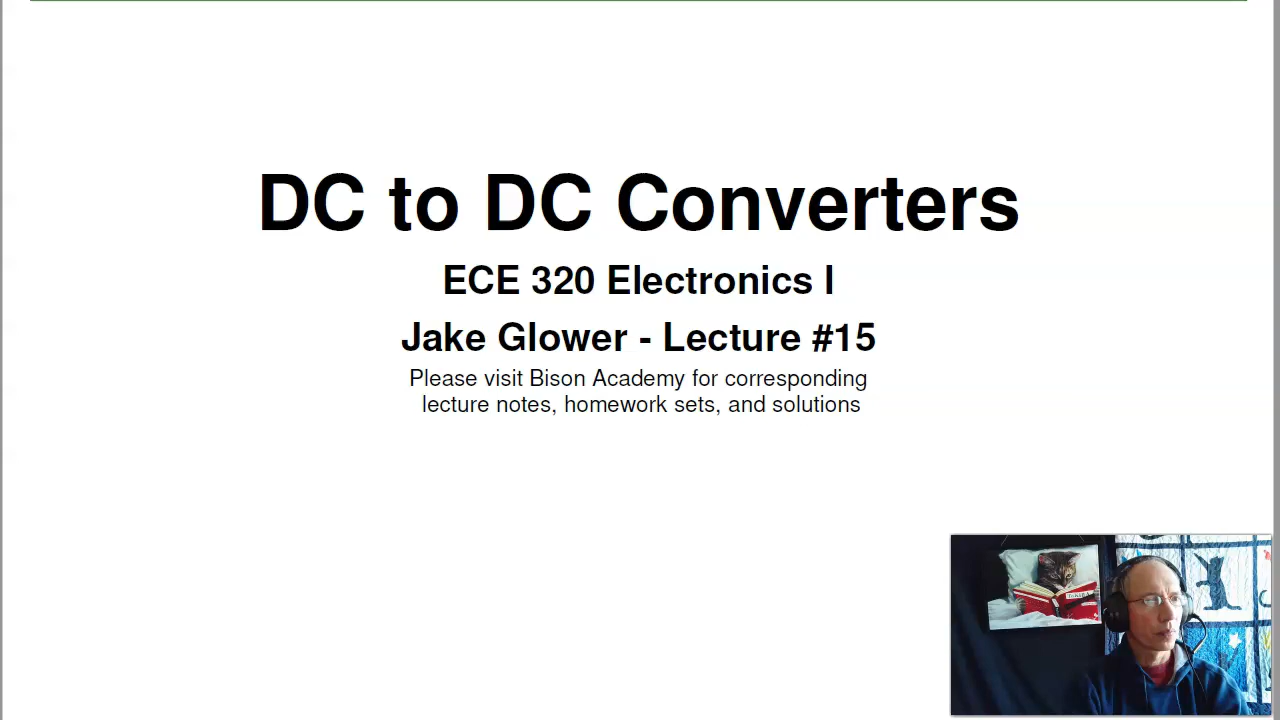 DC to DC Converters
ECE 320 Electronics I
Jake Glower - Lecture #15
Please visit Bison Academy for corresponding
lecture notes, homework sets, and solutions